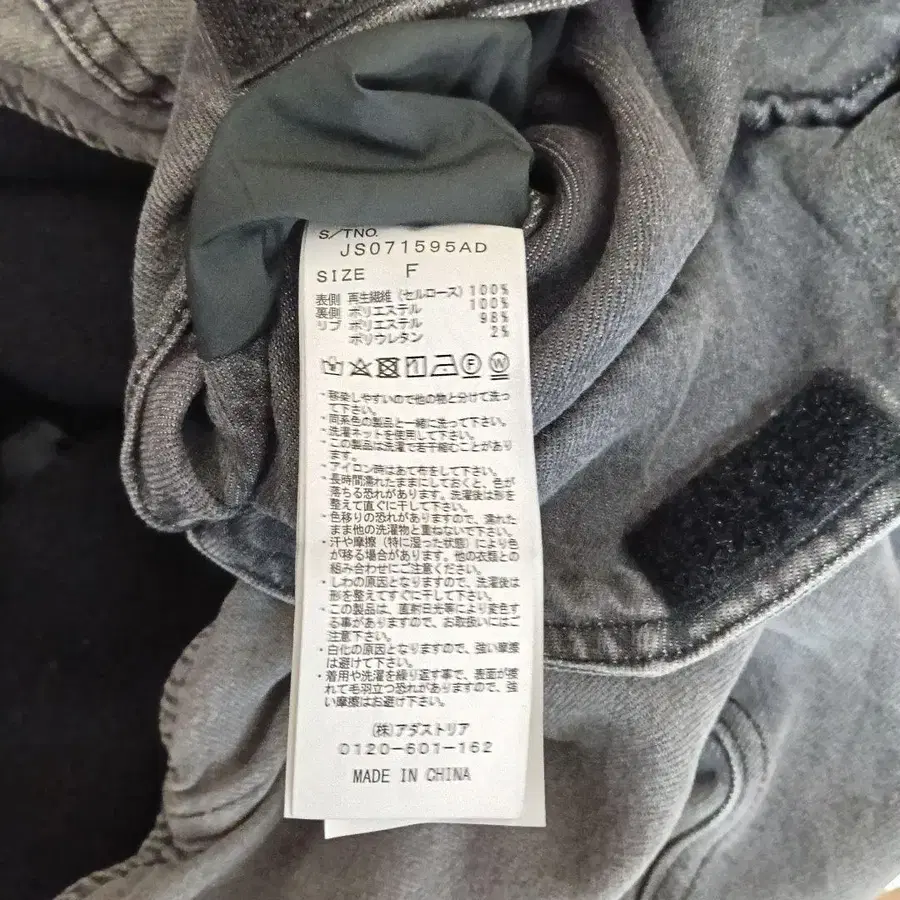 S/TNO.
JS071595AD
SIZE F
表側 再生繊維(セルロース) 100%
裏側 ポリエステル 100%
リブ ポリエステル 98%
ポリウレタン 2%
・移染しやすいので他の物と分けて洗っ
て下さい。
・同系色の製品と一緒に洗って下さい。
・洗濯ネットを使用して下さい。
・この製品は洗濯で若干縮むことがあり
ます。
・アイロン時はあて布をして下さい。
・長時間濡れたままにしておくと、色が
落ちる恐れがあります。洗濯後は形を
整えて直ぐに干して下さい。
・色移りの恐れがありますので、濡れた
まま他の洗濯物と重ねないで下さい。
・汗や摩擦(特に湿った状態)により色
が移る場合があります。他の衣類との
組み合わせにご注意ください。
・しわの原因となりますので、洗濯後は
形を整えてすぐに干して下さい。
・この製品は、直射日光等により変色す
る事がありますので、お取扱いにはご
注意下さい。
・白化の原因となりますので、強い摩擦
は避けて下さい。
・着用や洗濯を繰り返す事で、表面が擦
れて毛羽立つ恐れがあります。強
い摩擦はお避け下さい。
(株)アダストリア
0120-601-162
MADE IN CHINA